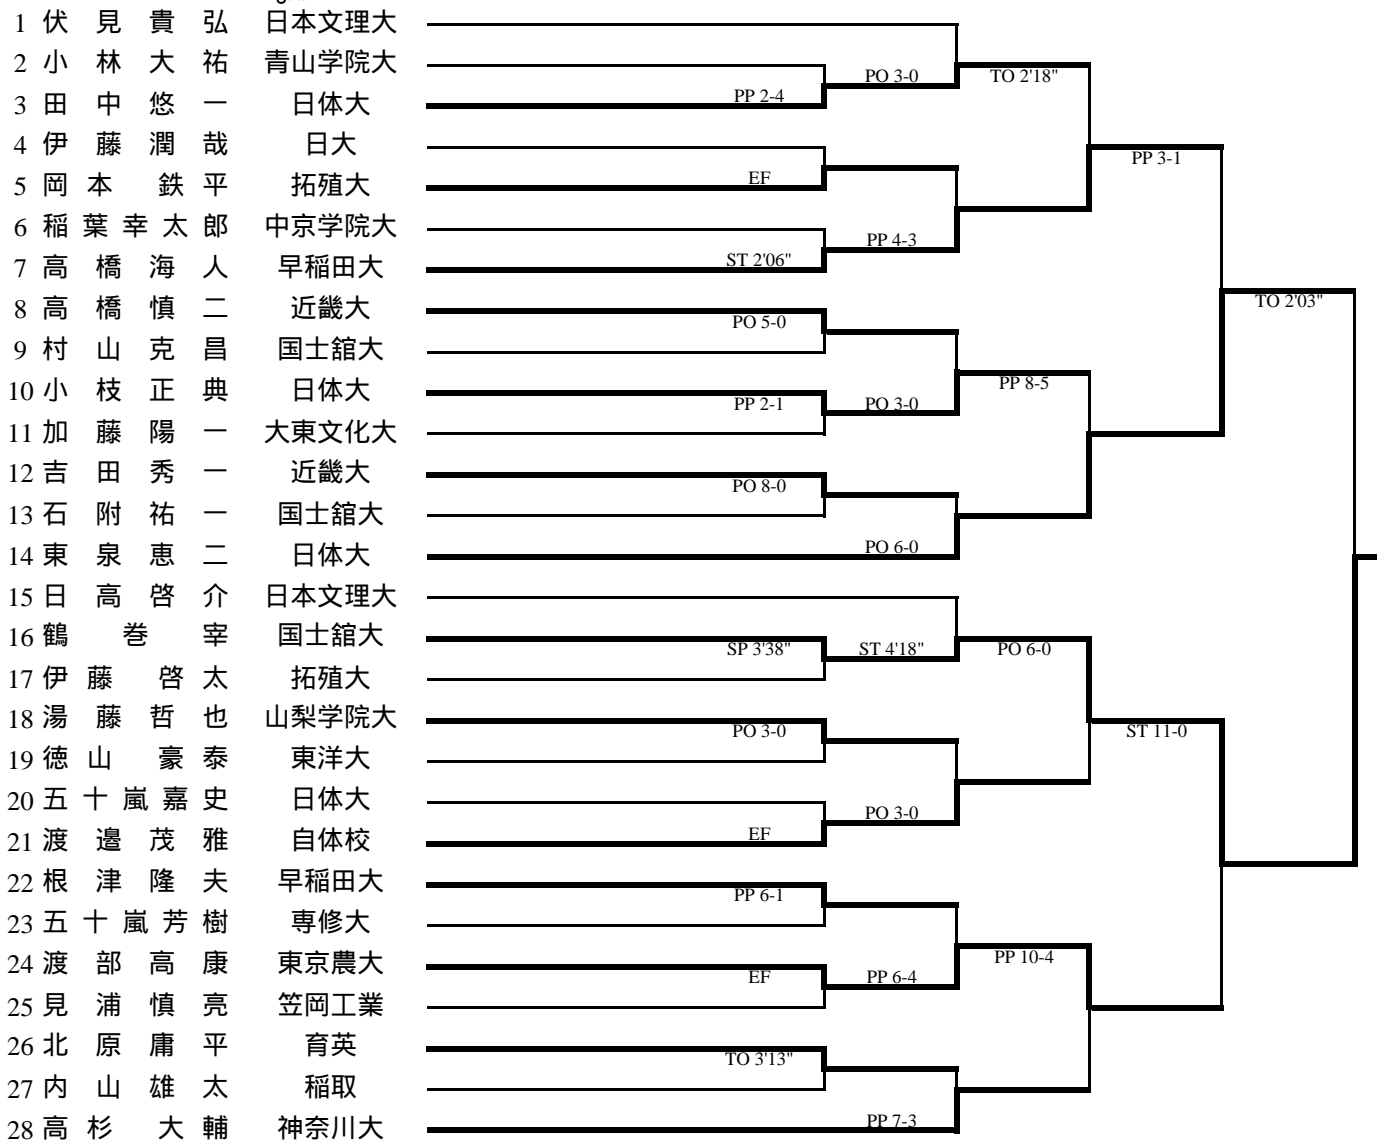 1 伏見貴弘 日本文理大
2 小林大祐 青山学院大
PO 3-0 TO 2'18"
3 田中悠一 日体大 PP 2-4
4 伊藤潤哉 日大
PP 3-1
5 岡本鉄平 拓殖大 EF
6 稲葉幸太郎 中京学院大
PP 4-3
7 高橋海人 早稲田大 ST 2'06"
8 高橋慎二 近畿大
TO 2'03"
PO 5-0
9 村山克昌 国士舘大
10 小枝正典 日体大
PP 8-5
PP 2-1 PO 3-0
11 加藤陽一 大東文化大
12 吉田秀一 近畿大
PO 8-0
13 石附祐一 国士舘大
14 東泉恵二 日体大 PO 6-0
15 日高啓介 日本文理大
16 鶴巻宰 国士舘大
SP 3'38" ST 4'18" PO 6-0
17 伊藤啓太 拓殖大
18 湯藤哲也 山梨学院大
PO 3-0 ST 11-0
19 徳山豪泰 東洋大
20 五十嵐嘉史 日体大
PO 3-0
21 渡邉茂雅 自体校 EF
22 根津隆夫 早稲田大
PP 6-1
23 五十嵐芳樹 専修大
24 渡部高康 東京農大
PP 10-4
EF PP 6-4
25 見浦慎亮 笠岡工業
26 北原庸平 育英
TO 3'13"
27 内山雄太 稲取
28 高杉大輔 神奈川大 PP 7-3